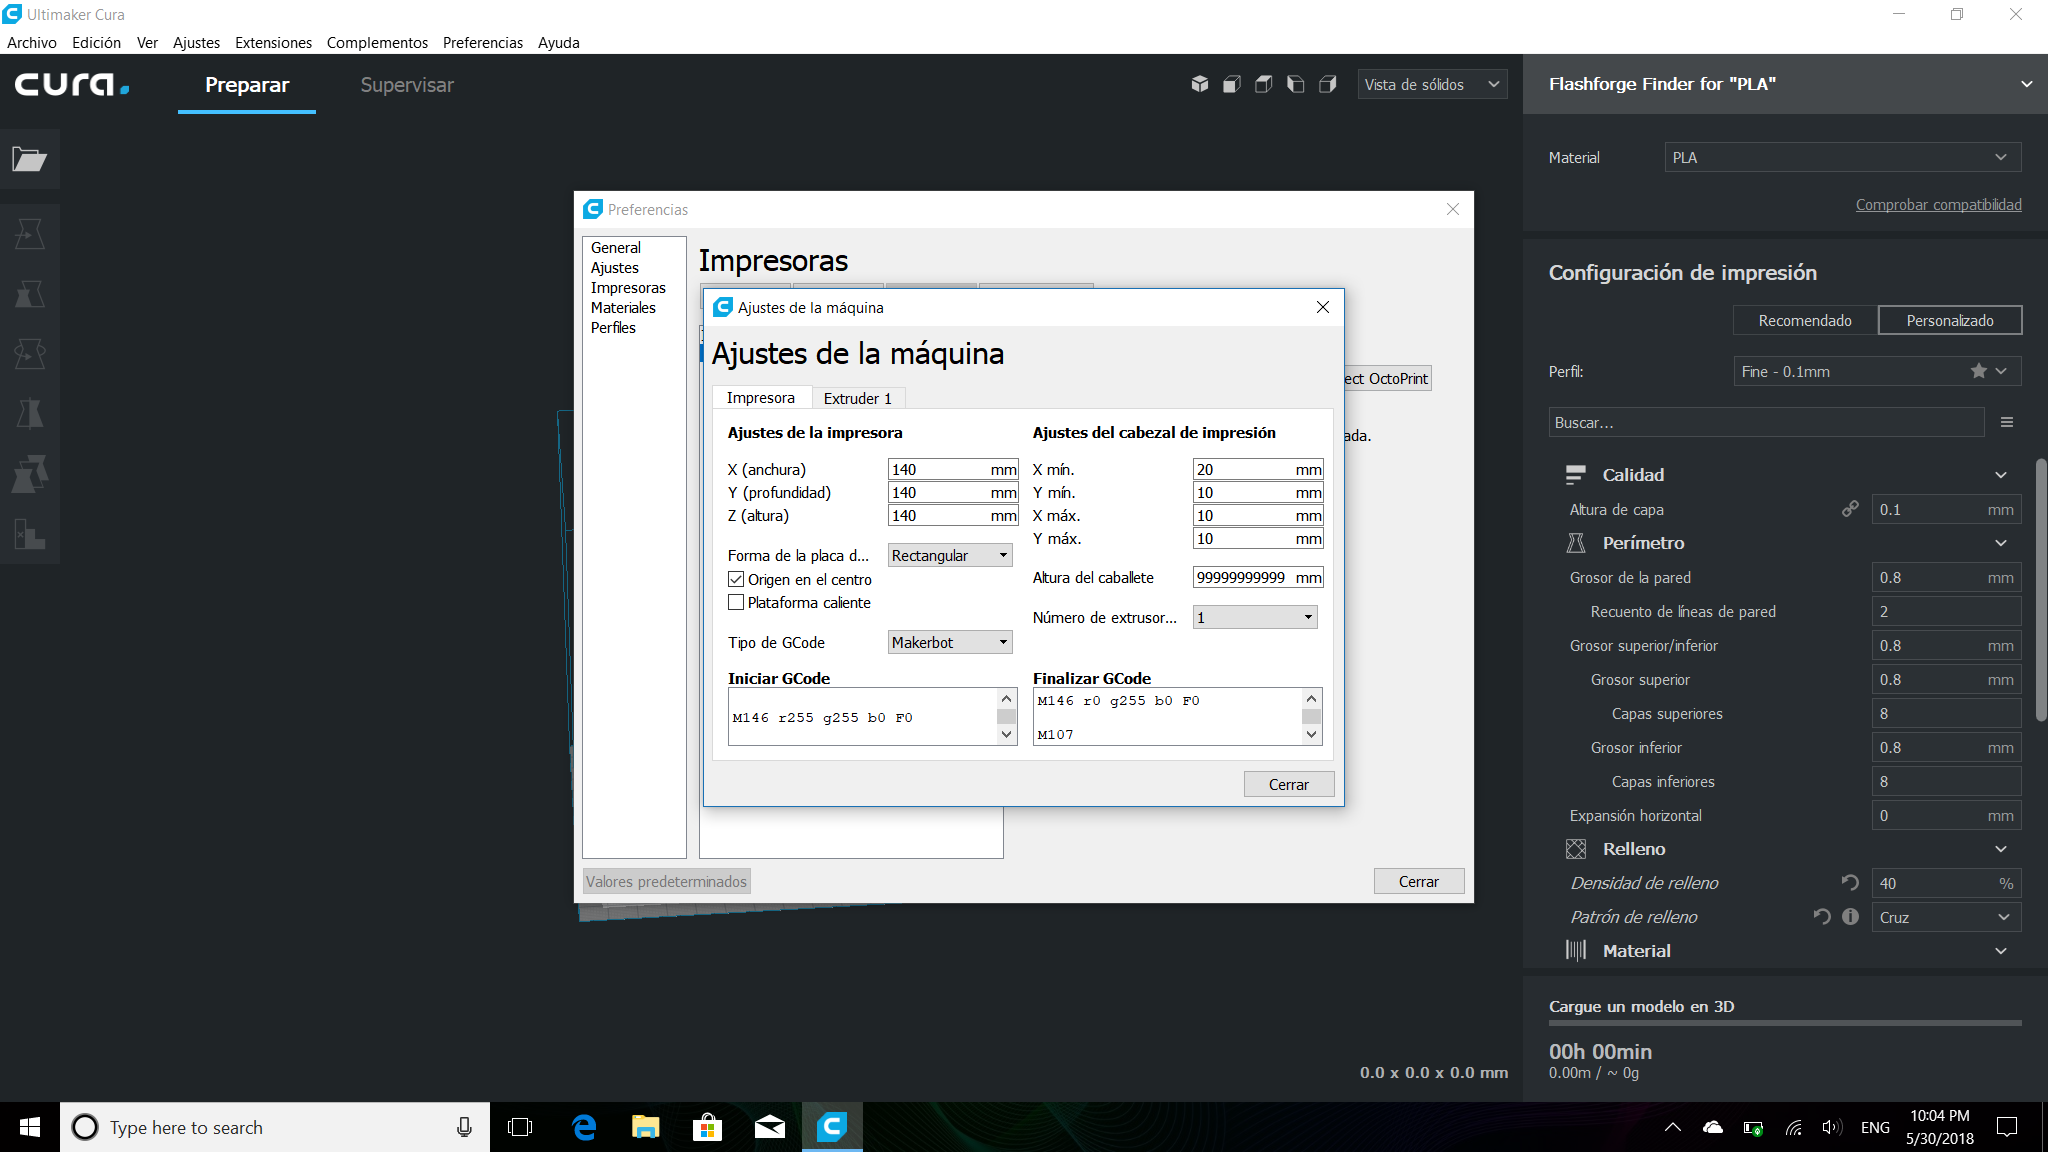 Ultimaker Cura
Archivo Edición Ver Ajustes Extensiones Complementos Preferencias Ayuda
cura.
Preparar
Supervisar
Vista de sólidos
Flashforge Finder for "PLA"
Material
PLA
Comprobar compatibilidad
Configuración de impresión
Recomendado
Personalizado
Perfil:
Fine - 0.1mm
Buscar...
Calidad
Altura de capa 0.1 mm
Perímetro
Grosor de la pared 0.8 mm
Recuento de líneas de pared 2
Grosor superior/inferior 0.8 mm
Grosor superior 0.8 mm
Capas superiores 8
Grosor inferior 0.8 mm
Capas inferiores 8
Expansión horizontal 0 mm
Relleno
Densidad de relleno 40 %
Patrón de relleno Cruz
Material
Cargue un modelo en 3D
00h 00min
0.00m / ~ 0g
0.0 x 0.0 x 0.0 mm
Preferencias
General
Ajustes
Impresoras
Materiales
Perfiles
Impresoras
ect OctoPrint
ada.
Valores predeterminados
Cerrar
Ajustes de la máquina
Ajustes de la máquina
Impresora
Extruder 1
Ajustes de la impresora
X (anchura) 140 mm
Y (profundidad) 140 mm
Z (altura) 140 mm
Forma de la placa d... Rectangular
Origen en el centro
Plataforma caliente
Tipo de GCode Makerbot
Ajustes del cabezal de impresión
X mín. 20 mm
Y mín. 10 mm
X máx. 10 mm
Y máx. 10 mm
Altura del caballete 99999999999 mm
Número de extrusor... 1
Iniciar GCode
M146 r255 g255 b0 F0
Finalizar GCode
M146 r0 g255 b0 F0
M107
Cerrar
Type here to search
ENG
10:04 PM
5/30/2018